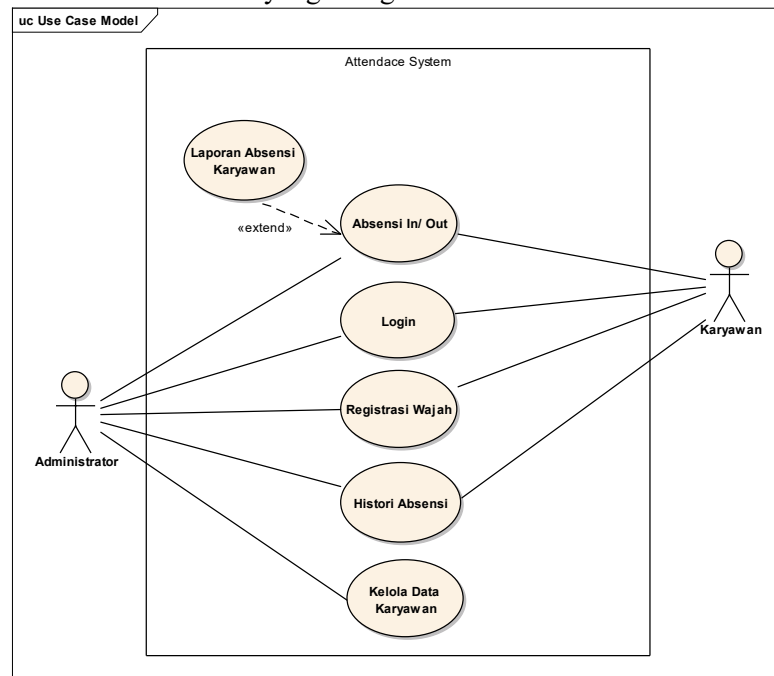 uc Use Case Model
Attendace System
Laporan Absensi
Karyawan
«extend»
Absensi In/ Out
Login
Karyawan
Registrasi Wajah
Administrator
Histori Absensi
Kelola Data
Karyawan